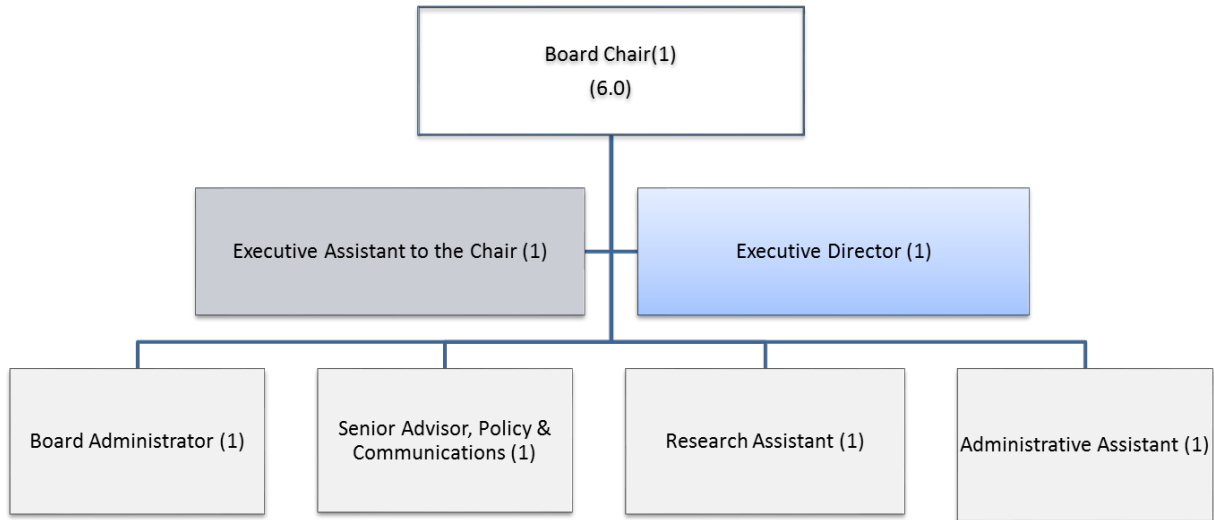 Board Chair(1)
(6.0)
Executive Assistant to the Chair (1)
Executive Director (1)
Board Administrator (1)
Senior Advisor, Policy &
Communications (1)
Research Assistant (1)
Administrative Assistant (1)